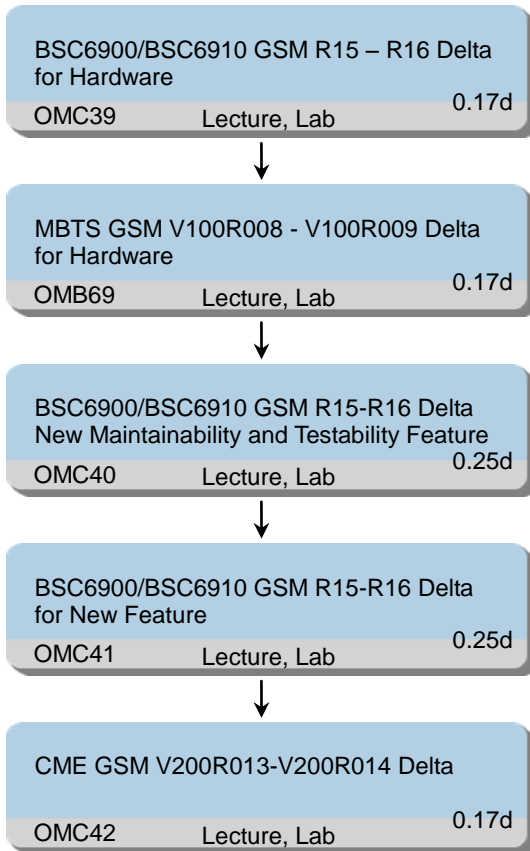 BSC6900/BSC6910 GSM R15 – R16 Delta
for Hardware
0.17d
OMC39 Lecture, Lab
MBTS GSM V100R008 - V100R009 Delta
for Hardware
0.17d
OMB69 Lecture, Lab
BSC6900/BSC6910 GSM R15-R16 Delta
New Maintainability and Testability Feature
0.25d
OMC40 Lecture, Lab
BSC6900/BSC6910 GSM R15-R16 Delta
for New Feature
0.25d
OMC41 Lecture, Lab
CME GSM V200R013-V200R014 Delta
0.17d
OMC42 Lecture, Lab